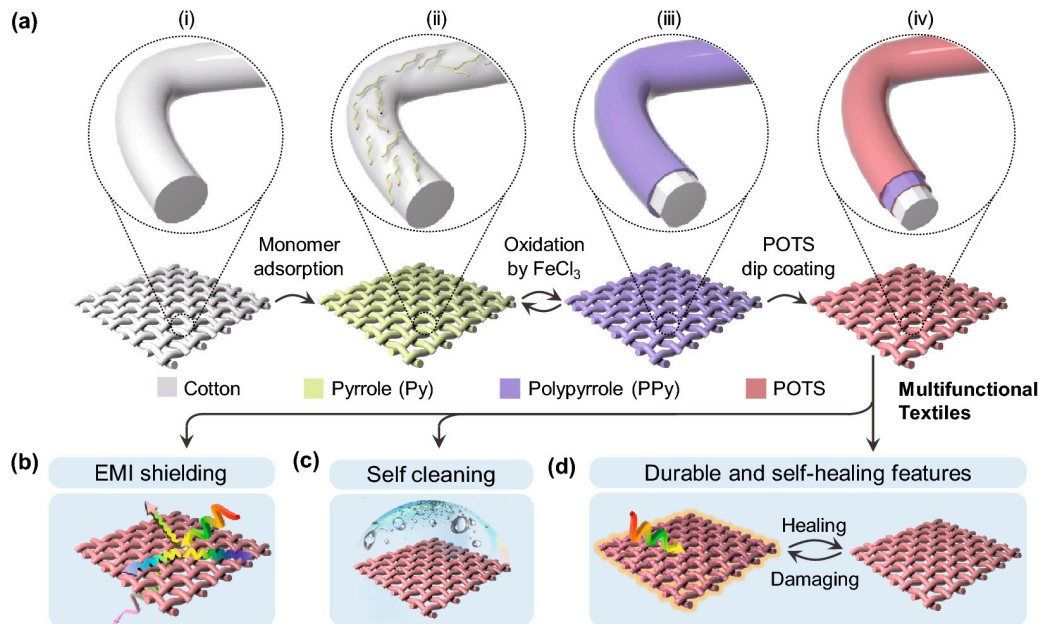 (a)
(i)
(ii)
(iii)
(iv)
Monomer
adsorption
Oxidation
by FeCl₃
POTS
dip coating
Cotton
Pyrrole (Py)
Polypyrrole (PPy)
POTS
Multifunctional
Textiles
(b)
EMI shielding
(c)
Self cleaning
(d)
Durable and self-healing features
Healing
Damaging